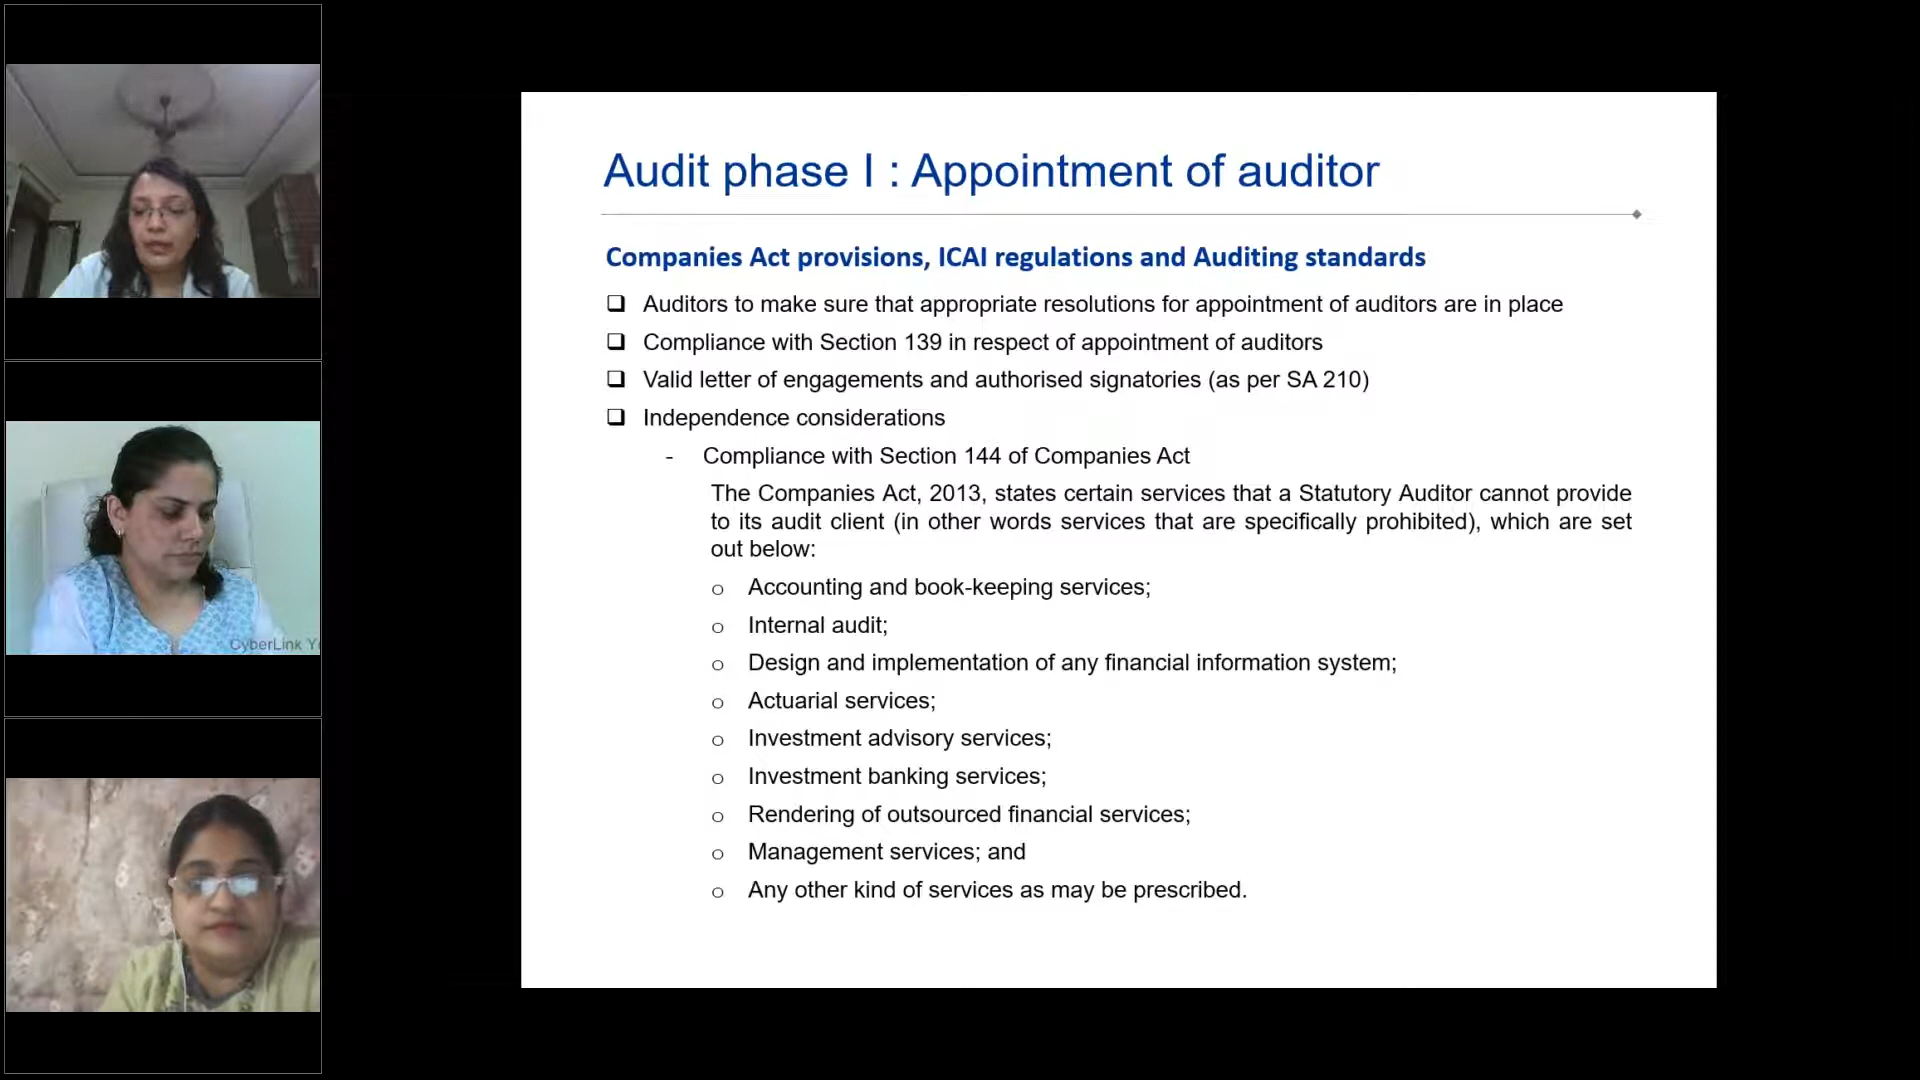 Audit phase I : Appointment of auditor
Companies Act provisions, ICAI regulations and Auditing standards
❑ Auditors to make sure that appropriate resolutions for appointment of auditors are in place
❑ Compliance with Section 139 in respect of appointment of auditors
❑ Valid letter of engagements and authorised signatories (as per SA 210)
❑ Independence considerations
- Compliance with Section 144 of Companies Act
The Companies Act, 2013, states certain services that a Statutory Auditor cannot provide
to its audit client (in other words services that are specifically prohibited), which are set
out below:
o Accounting and book-keeping services;
o Internal audit;
o Design and implementation of any financial information system;
o Actuarial services;
o Investment advisory services;
o Investment banking services;
o Rendering of outsourced financial services;
o Management services; and
o Any other kind of services as may be prescribed.
CyberLink